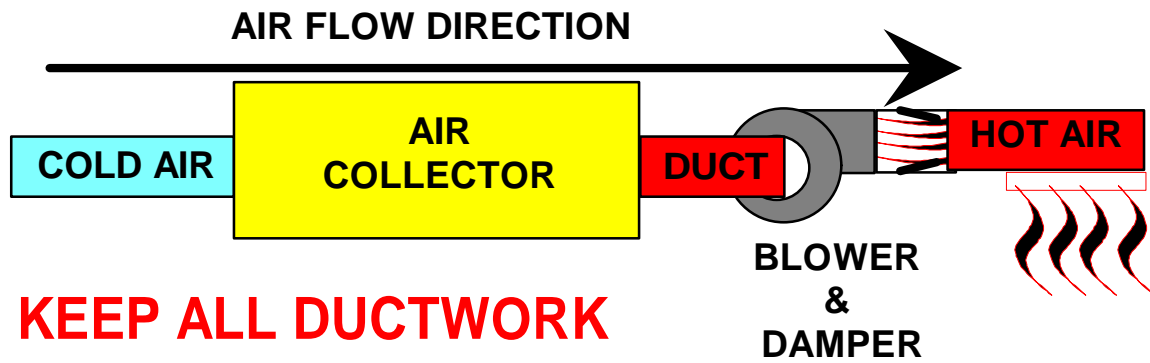 AIR FLOW DIRECTION
COLD AIR
AIR
COLLECTOR
DUCT
HOT AIR
BLOWER
&
DAMPER
KEEP ALL DUCTWORK